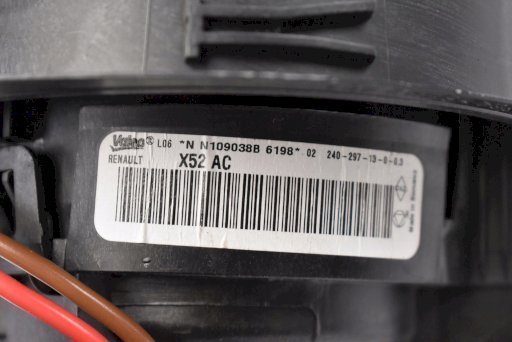 Valeo® L06 *N N109038B 6198* 02 240-297-13-0-0.3
RENAULT X52 AC